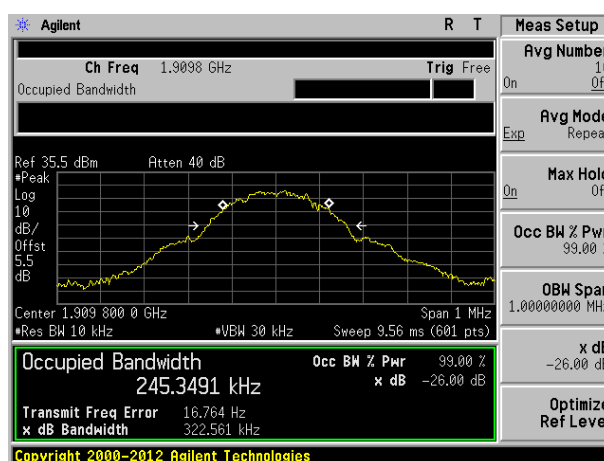 Agilent R T
Ch Freq 1.9098 GHz Trig Free
Occupied Bandwidth
Ref 35.5 dBm Atten 40 dB
#Peak
Log
10
dB/
Offst
5.5
dB
Center 1.909 800 0 GHz Span 1 MHz
#Res BW 10 kHz #VBW 30 kHz Sweep 9.56 ms (601 pts)
Occupied Bandwidth
245.3491 kHz
Occ BW % Pwr 99.00 %
x dB -26.00 dB
Transmit Freq Error 16.764 Hz
x dB Bandwidth 322.561 kHz
Copyright 2000-2012 Agilent Technologies
Meas Setup
Avg Number
10
On Of
Avg Mode
Exp Repea
Max Hold
On Of
Occ BW % Pwr
99.00
OBW Span
1.00000000 MH
x dB
-26.00 dB
Optimize
Ref Level